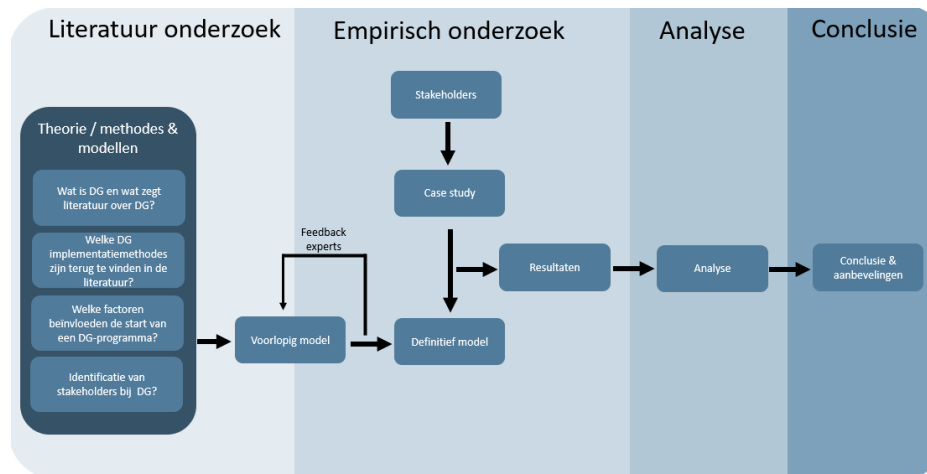 Literatuur onderzoek
Empirisch onderzoek
Analyse
Conclusie
Theorie / methodes &
modellen
Wat is DG en wat zegt
literatuur over DG?
Welke DG
implementatiemethodes
zijn terug te vinden in de
literatuur?
Welke factoren
beïnvloeden de start van
een DG-programma?
Identificatie van
stakeholders bij DG?
Voorlopig model
Feedback
experts
Stakeholders
Case study
Definitief model
Resultaten
Analyse
Conclusie &
aanbevelingen